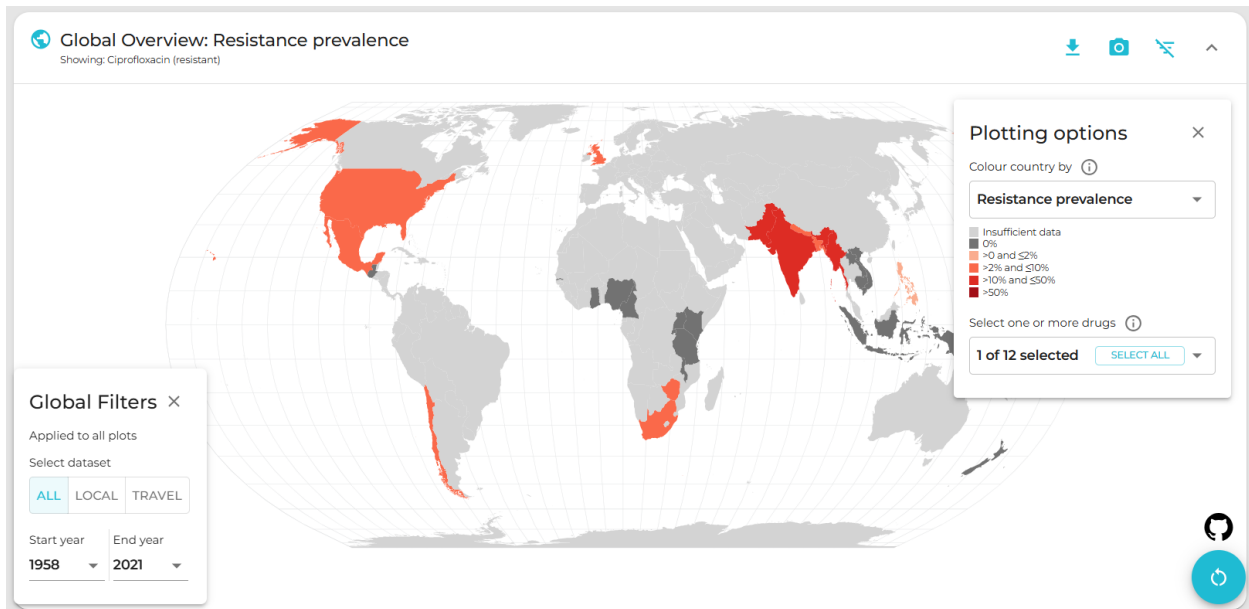 Global Overview: Resistance prevalence
Showing: Ciprofloxacin (resistant)
Plotting options
Colour country by
Resistance prevalence
Insufficient data
0%
>0 and ≤2%
>2% and ≤10%
>10% and ≤50%
>50%
Select one or more drugs
1 of 12 selected SELECT ALL
Global Filters
Applied to all plots
Select dataset
ALL LOCAL TRAVEL
Start year End year
1958 2021